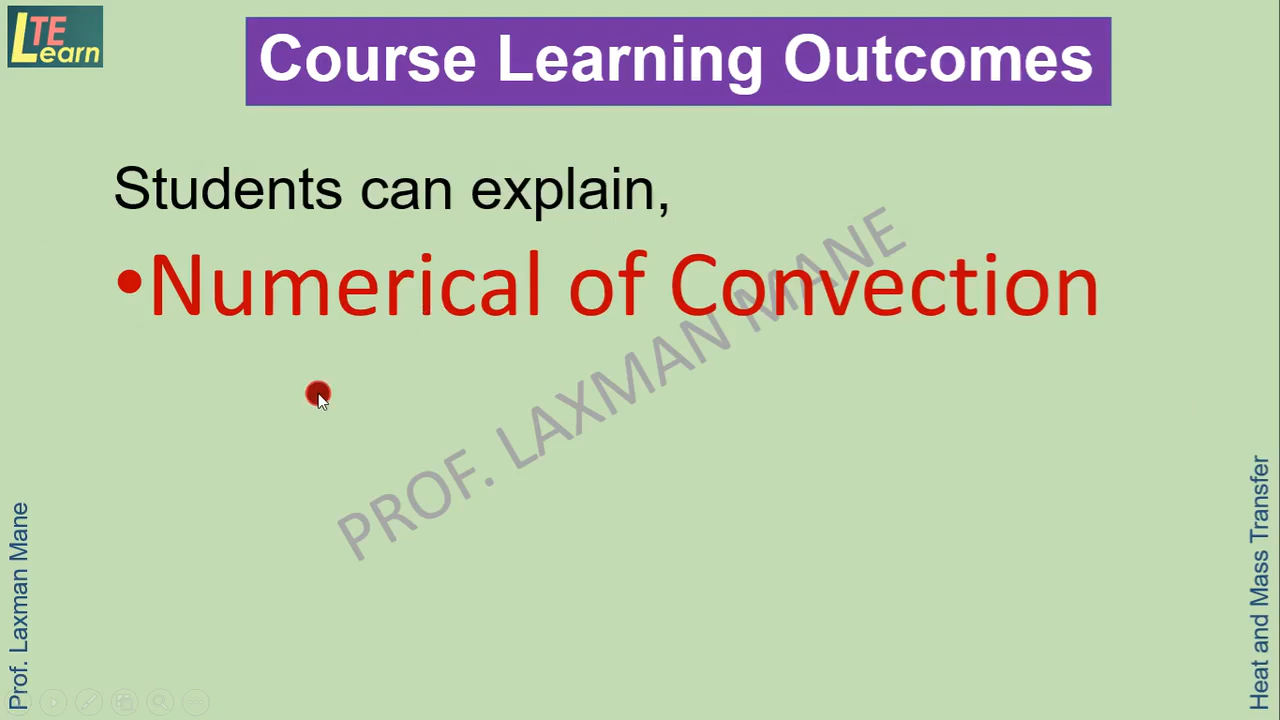 LTE
Learn
Course Learning Outcomes
Students can explain,
•Numerical of Convection
PROF. LAXMAN MANE
Prof. Laxman Mane
Heat and Mass Transfer